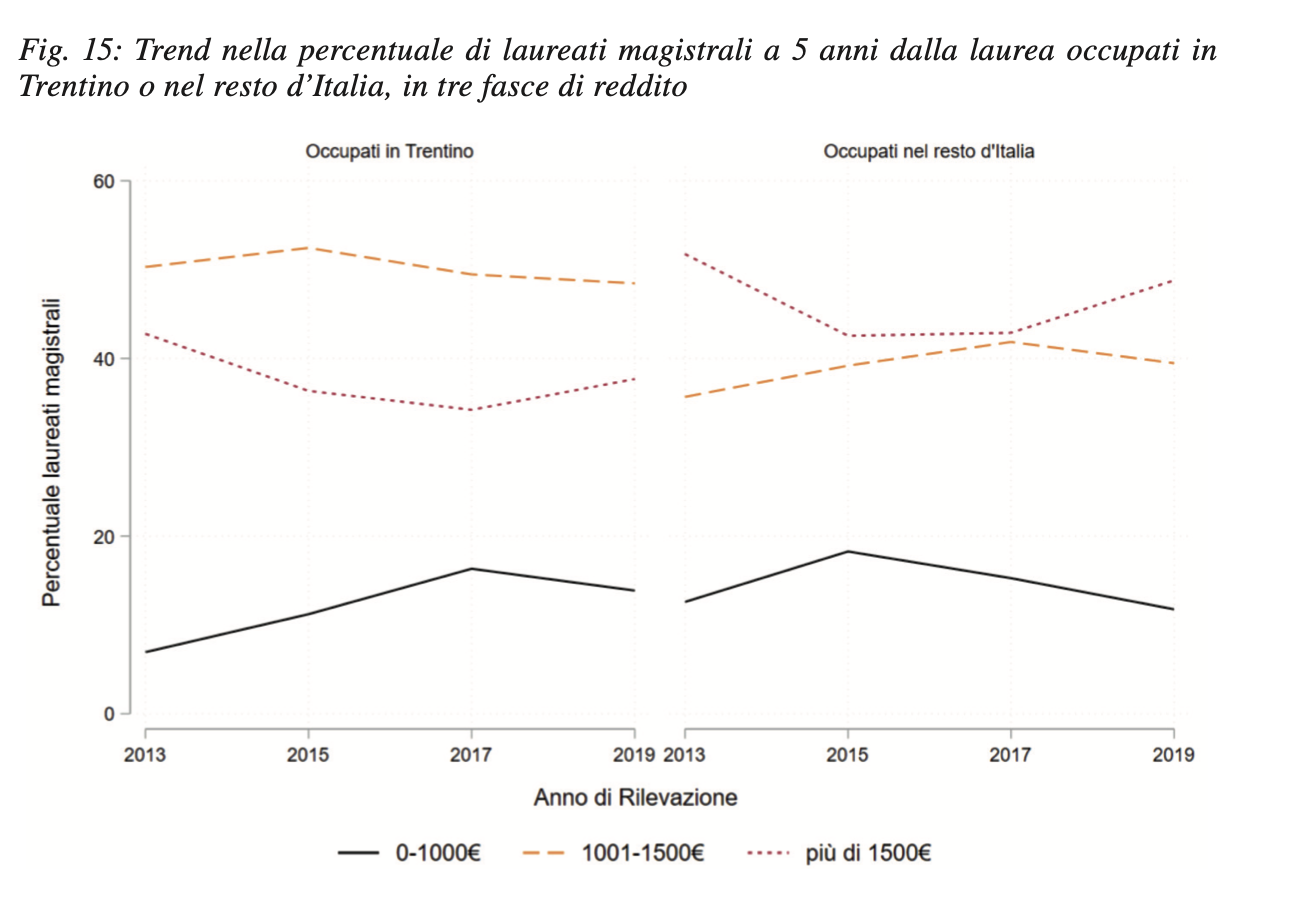 Fig. 15: Trend nella percentuale di laureati magistrali a 5 anni dalla laurea occupati in
Trentino o nel resto d'Italia, in tre fasce di reddito
Occupati in Trentino
Occupati nel resto d'Italia
Percentuale laureati magistrali
60
40
20
0
2013 2015 2017 2019 2013 2015 2017 2019
Anno di Rilevazione
0-1000€ 1001-1500€ più di 1500€